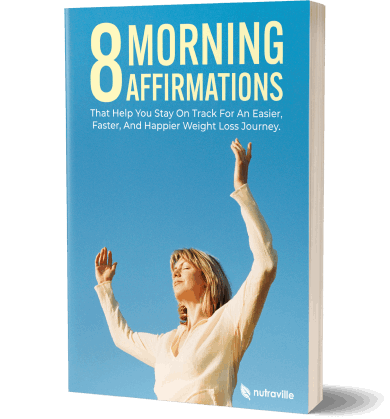 8 MORNING
AFFIRMATIONS
That Help You Stay On Track For An Easier,
Faster, And Happier Weight Loss Journey.
nutraville